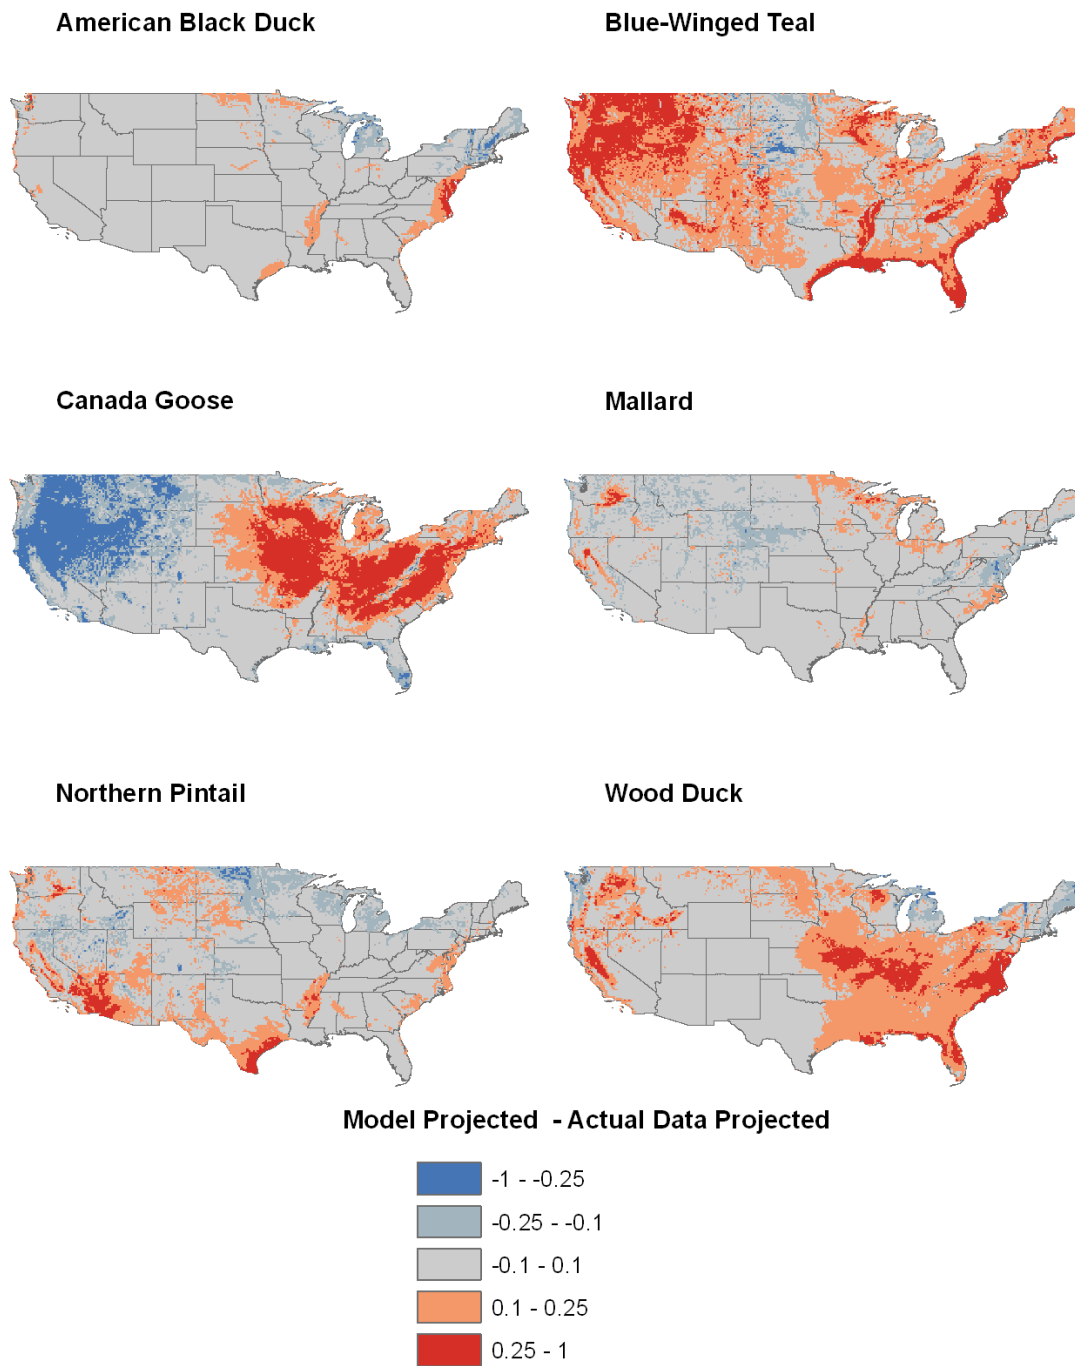 American Black Duck
Blue-Winged Teal
Canada Goose
Mallard
Northern Pintail
Wood Duck
Model Projected - Actual Data Projected
-1 - -0.25
-0.25 - -0.1
-0.1 - 0.1
0.1 - 0.25
0.25 - 1